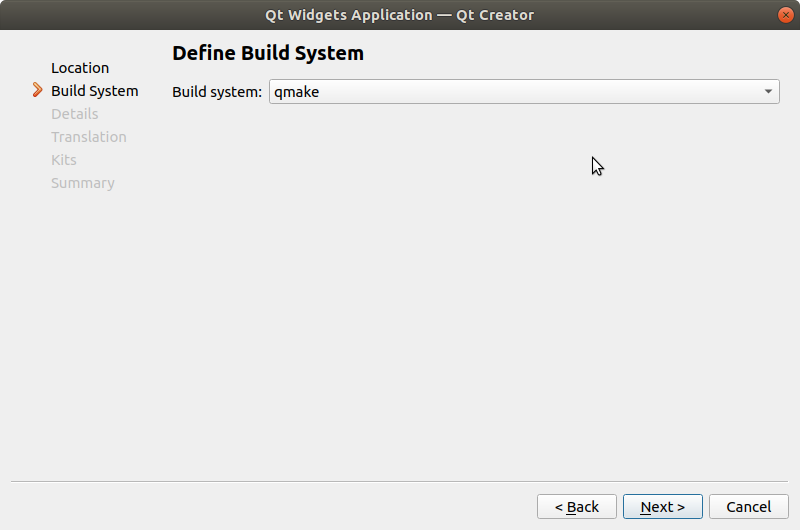 Qt Widgets Application — Qt Creator
Location
Build System
Details
Translation
Kits
Summary
Define Build System
Build system: qmake
< Back Next > Cancel